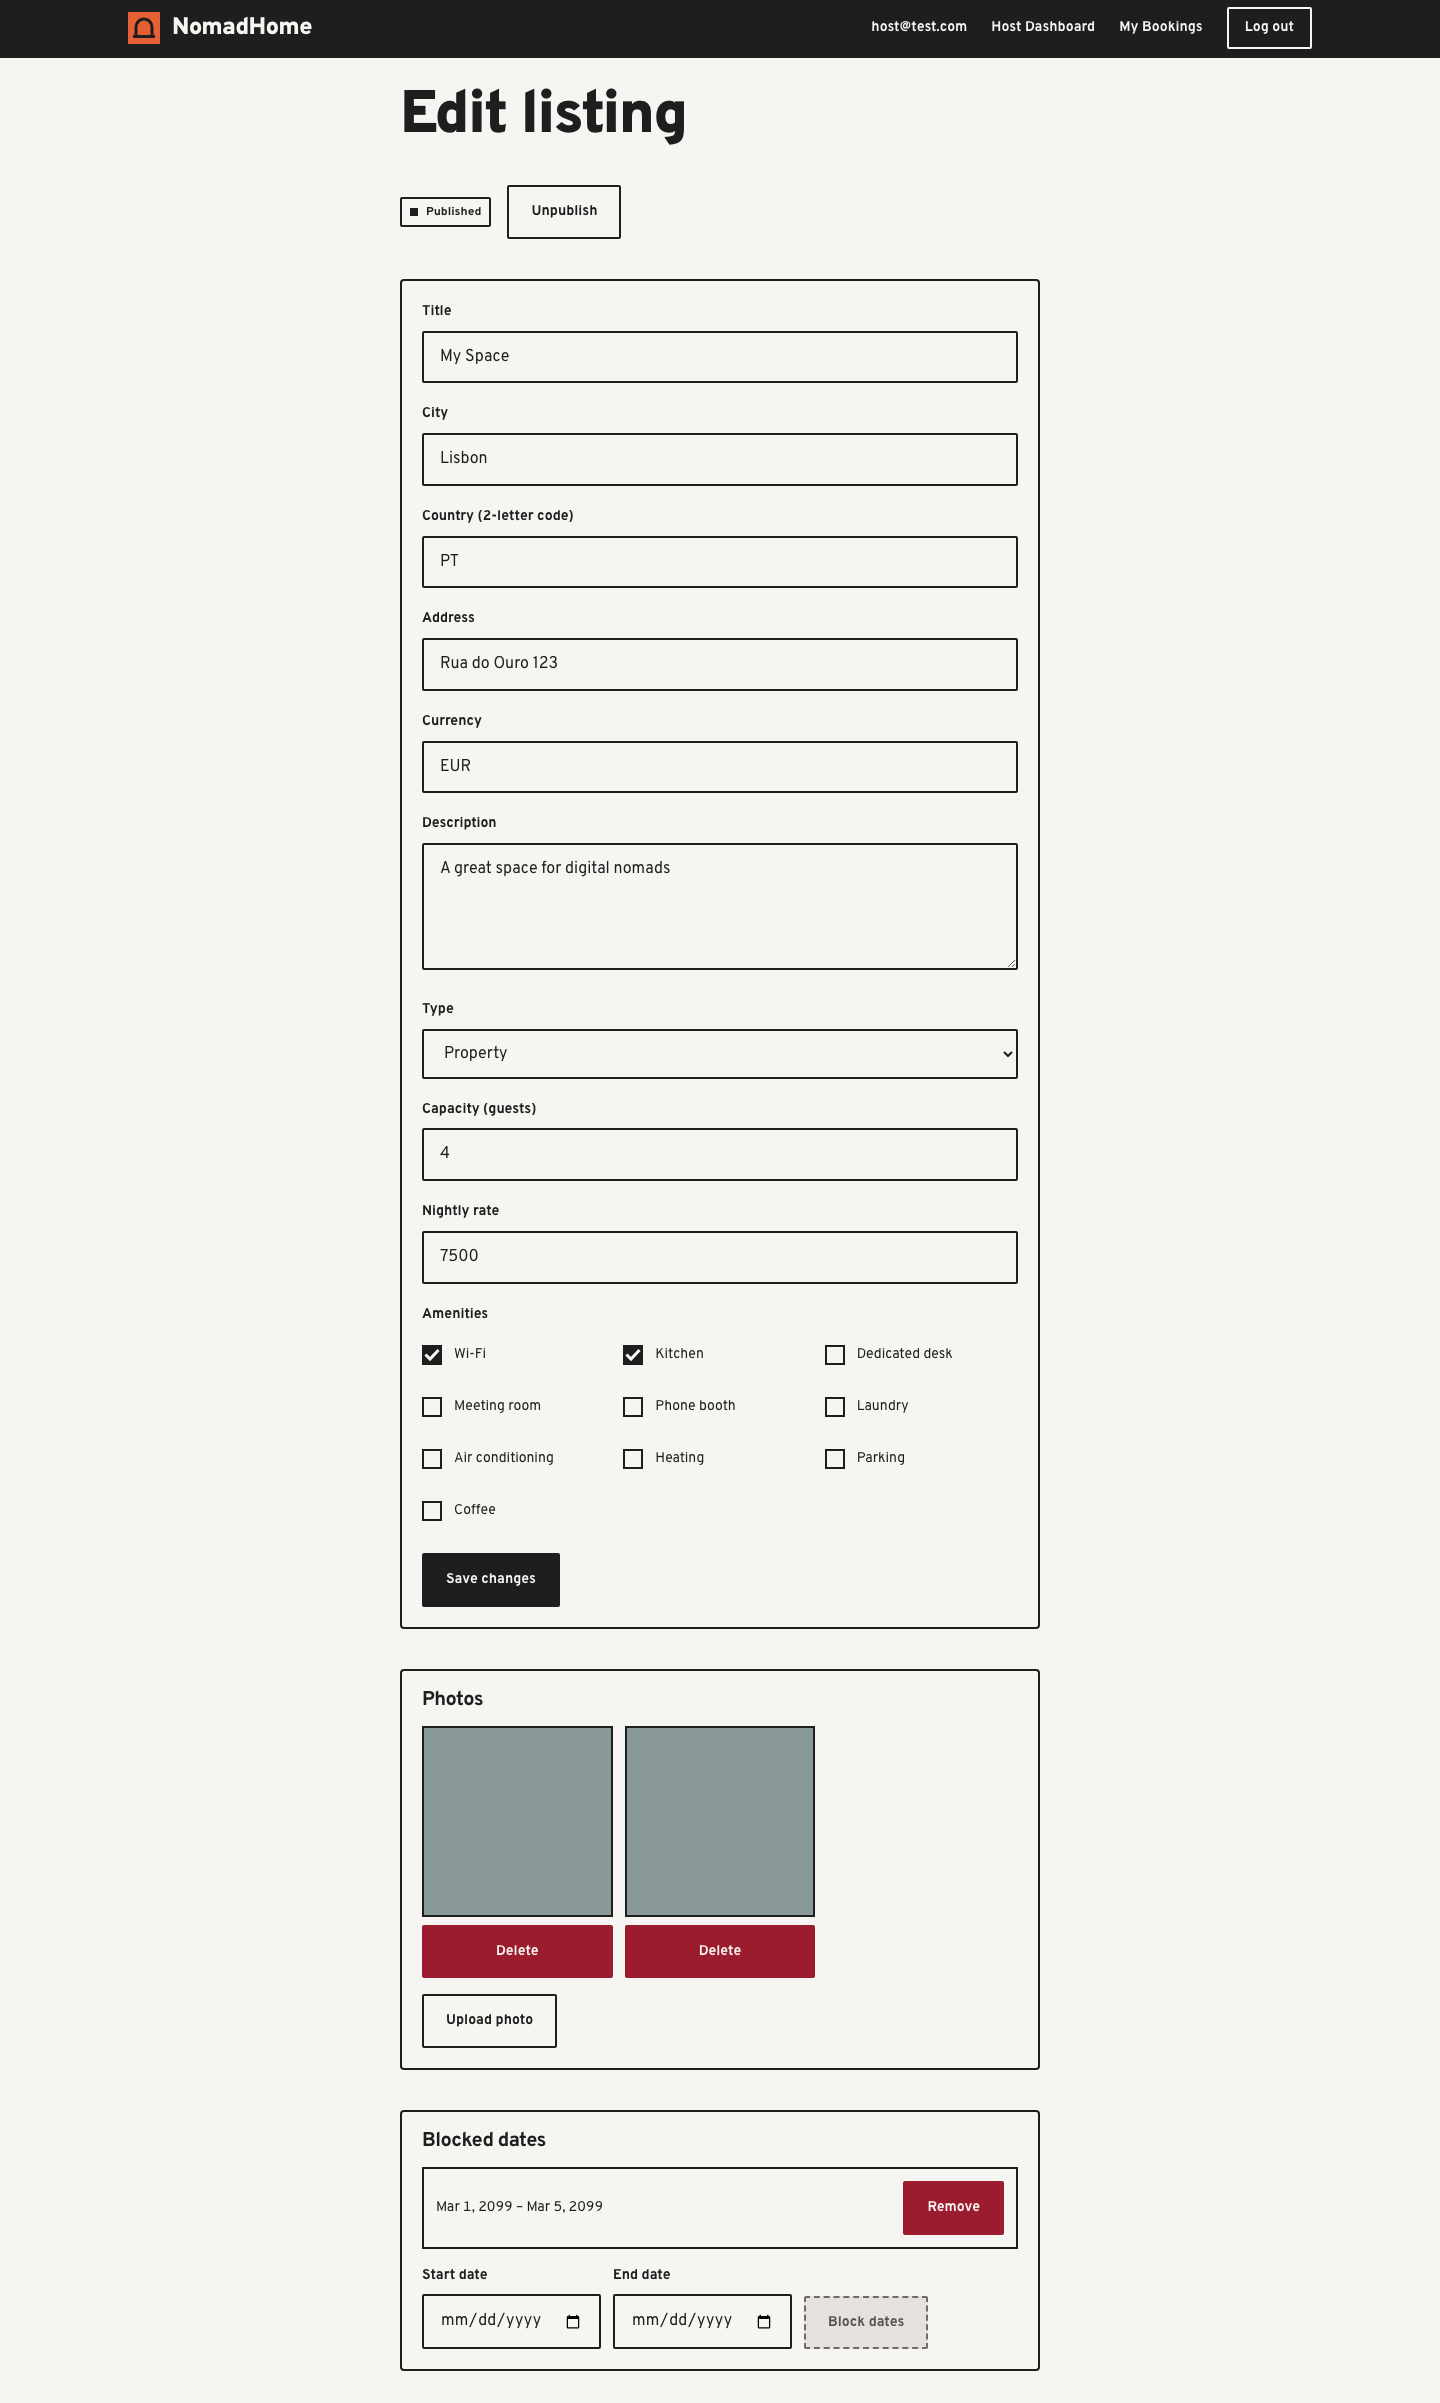 NomadHome
host@test.com Host Dashboard My Bookings Log out
Edit listing
Published Unpublish
Title
My Space
City
Lisbon
Country (2-letter code)
PT
Address
Rua do Ouro 123
Currency
EUR
Description
A great space for digital nomads
Type
Property
Capacity (guests)
4
Nightly rate
7500
Amenities
Wi-Fi Kitchen Dedicated desk
Meeting room Phone booth Laundry
Air conditioning Heating Parking
Coffee
Save changes
Photos
Delete Delete
Upload photo
Blocked dates
Mar 1, 2099 – Mar 5, 2099 Remove
Start date End date
mm/dd/yyyy mm/dd/yyyy Block dates